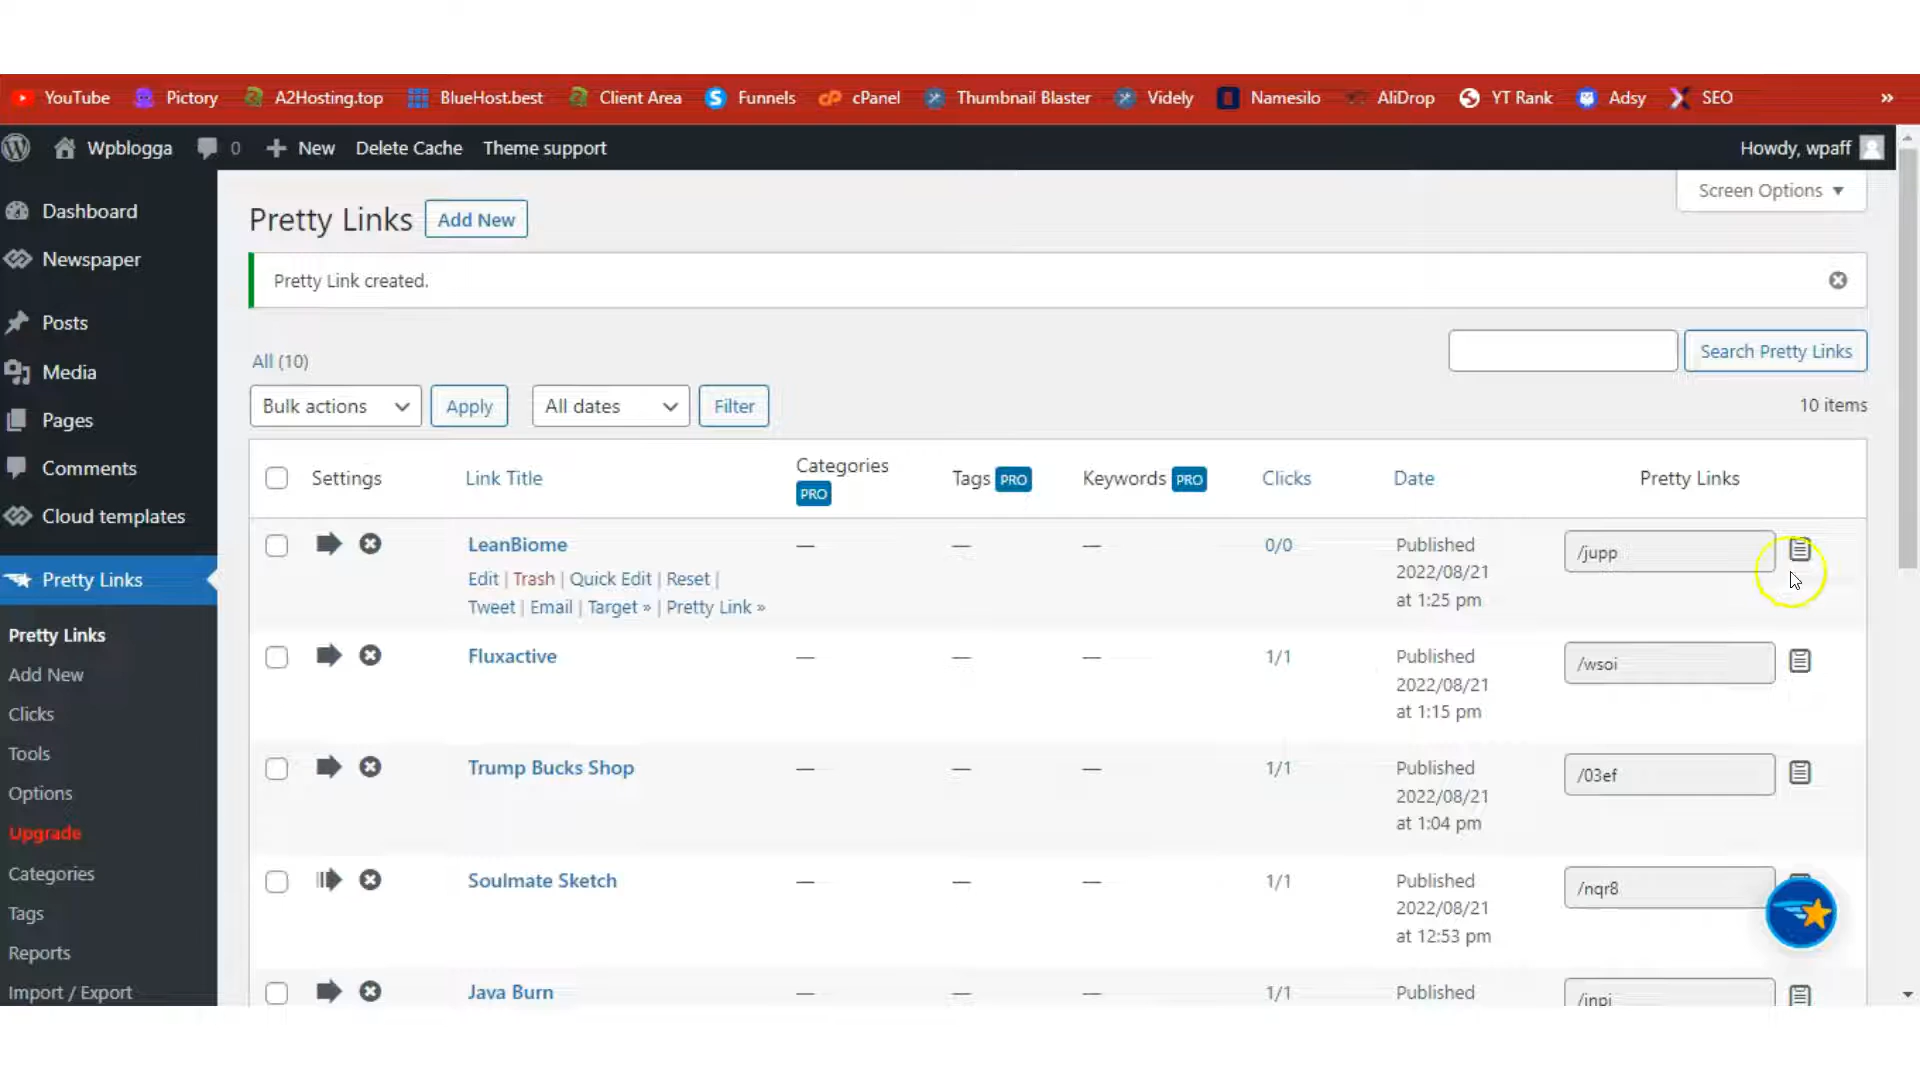 YouTube Pictory A2Hosting.top BlueHost.best Client Area Funnels cPanel Thumbnail Blaster Videly Namesilo AliDrop YT Rank Adsy SEO »
Wpblogga 0 New Delete Cache Theme support Howdy, wpaff
Screen Options
Dashboard
Newspaper
Posts
Media
Pages
Comments
Cloud templates
Pretty Links
Pretty Links
Add New
Clicks
Tools
Options
Upgrade
Categories
Tags
Reports
Import / Export
Pretty Links Add New
Pretty Link created.
Search Pretty Links
All (10)
Bulk actions Apply All dates Filter 10 items
Settings Link Title Categories PRO Tags PRO Keywords PRO Clicks Date Pretty Links
LeanBiome — — — 0/0 Published /jupp
Edit | Trash | Quick Edit | Reset | 2022/08/21
Tweet | Email | Target » | Pretty Link » at 1:25 pm
Fluxactive — — — 1/1 Published /wsoi
2022/08/21
at 1:15 pm
Trump Bucks Shop — — — 1/1 Published /03ef
2022/08/21
at 1:04 pm
Soulmate Sketch — — — 1/1 Published /nqr8
2022/08/21
at 12:53 pm
Java Burn — — — 1/1 Published